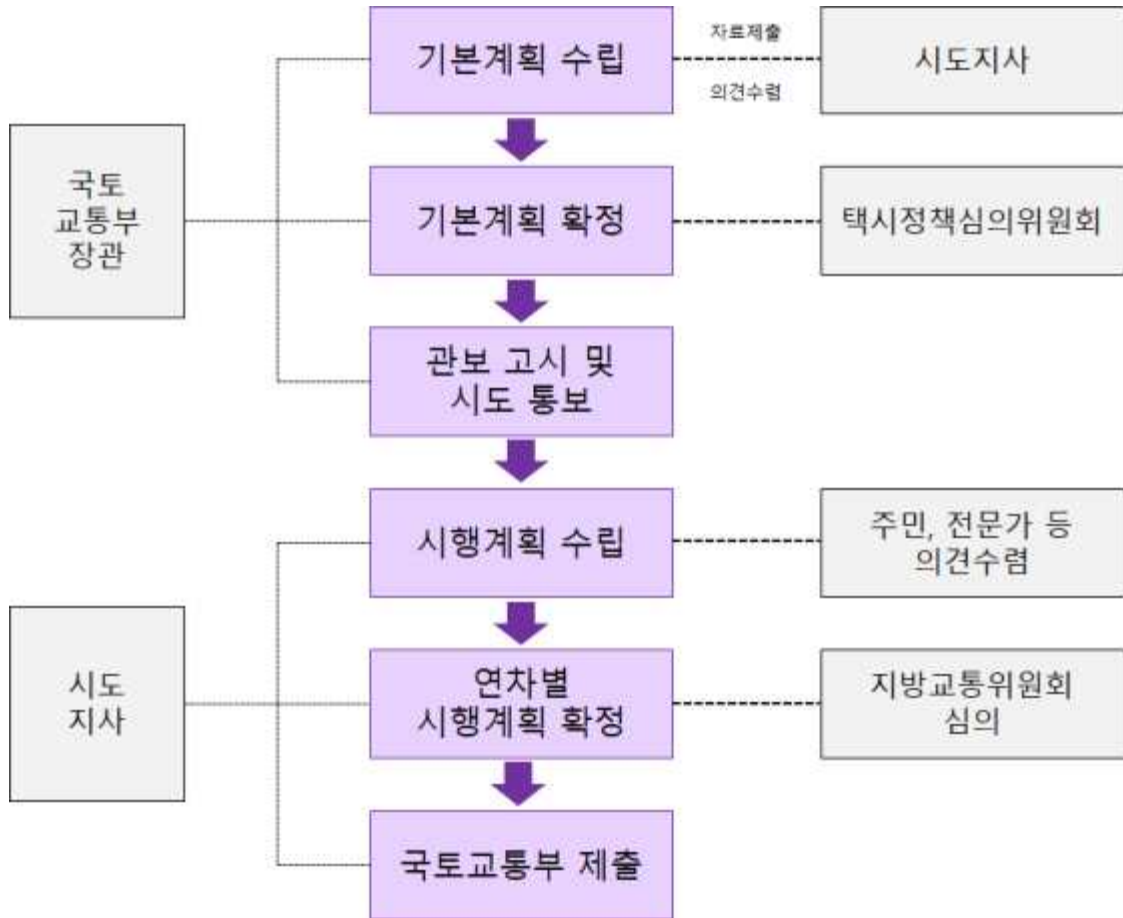 기본계획 수립
자료제출
의견수렴
시도지사
국토
교통부
장관
기본계획 확정
택시정책심의위원회
관보 고시 및
시도 통보
시행계획 수립
주민, 전문가 등
의견수렴
시도
지사
연차별
시행계획 확정
지방교통위원회
심의
국토교통부 제출